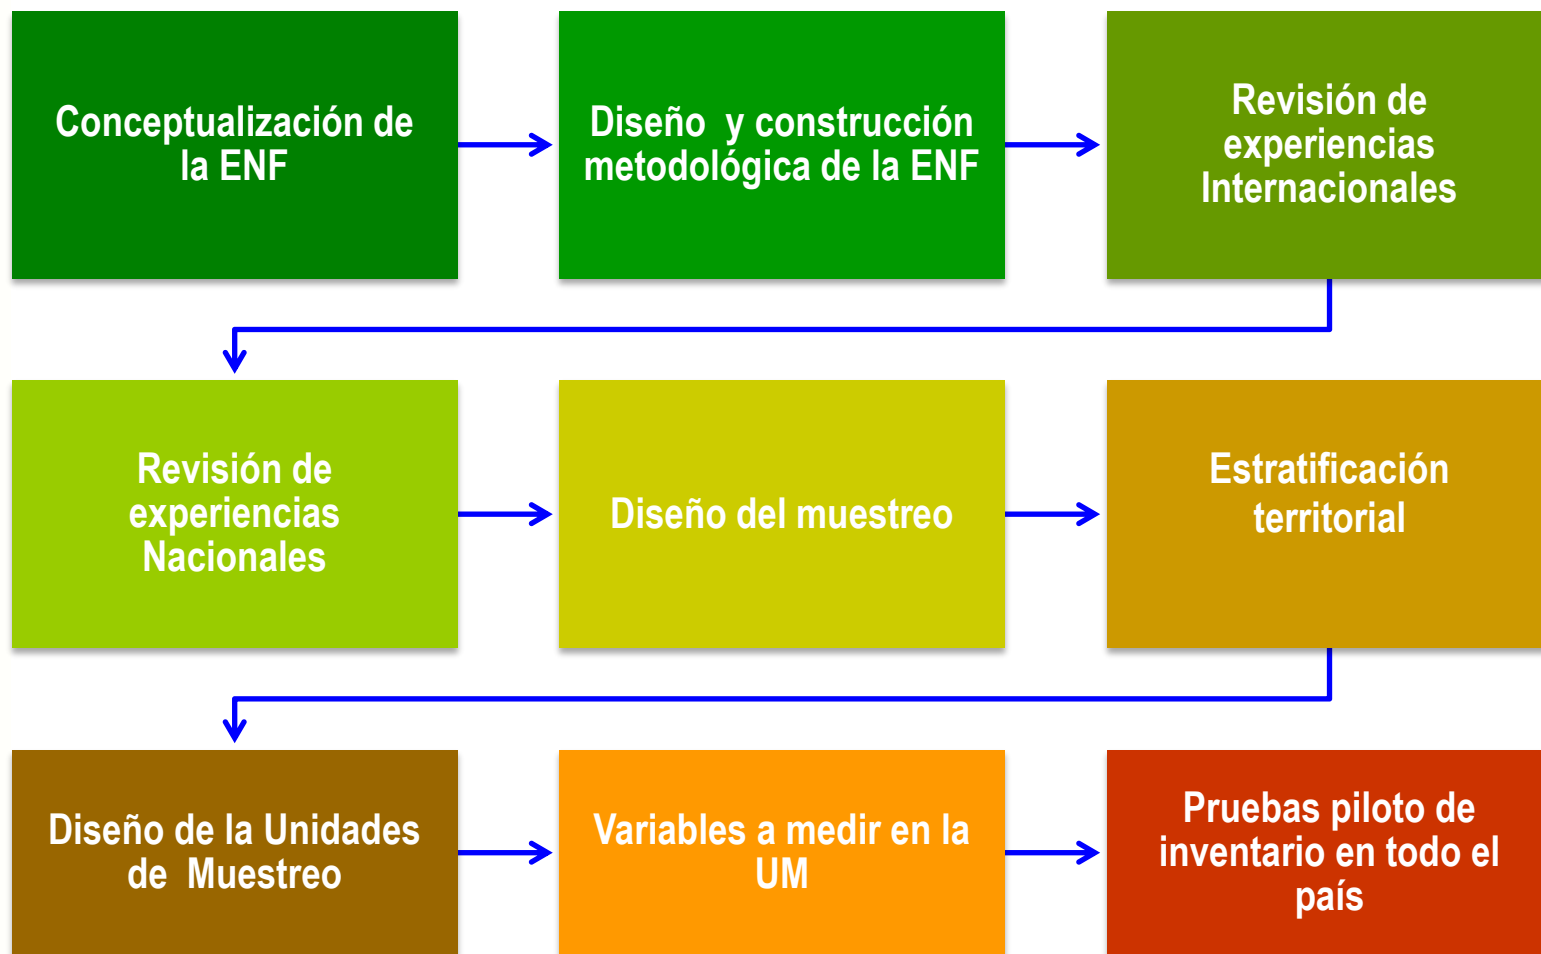 Conceptualización de
la ENF
Diseño  y construcción
metodológica de la ENF
Revisión de
experiencias
Internacionales
Revisión de
experiencias
Nacionales
Diseño del muestreo
Estratificación
territorial
Diseño de la Unidades
de  Muestreo
Variables a medir en la
UM
Pruebas piloto de
inventario en todo el
país